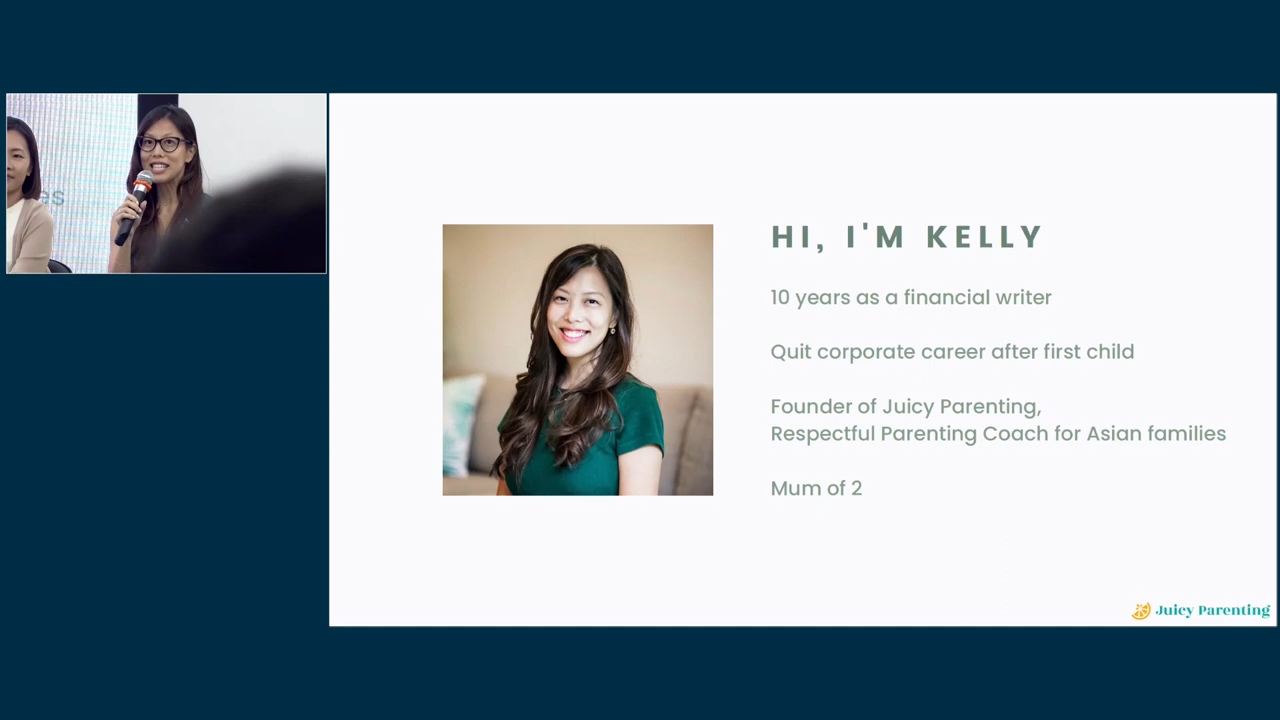 es
HI, I'M KELLY
10 years as a financial writer
Quit corporate career after first child
Founder of Juicy Parenting,
Respectful Parenting Coach for Asian families
Mum of 2
Juicy Parenting